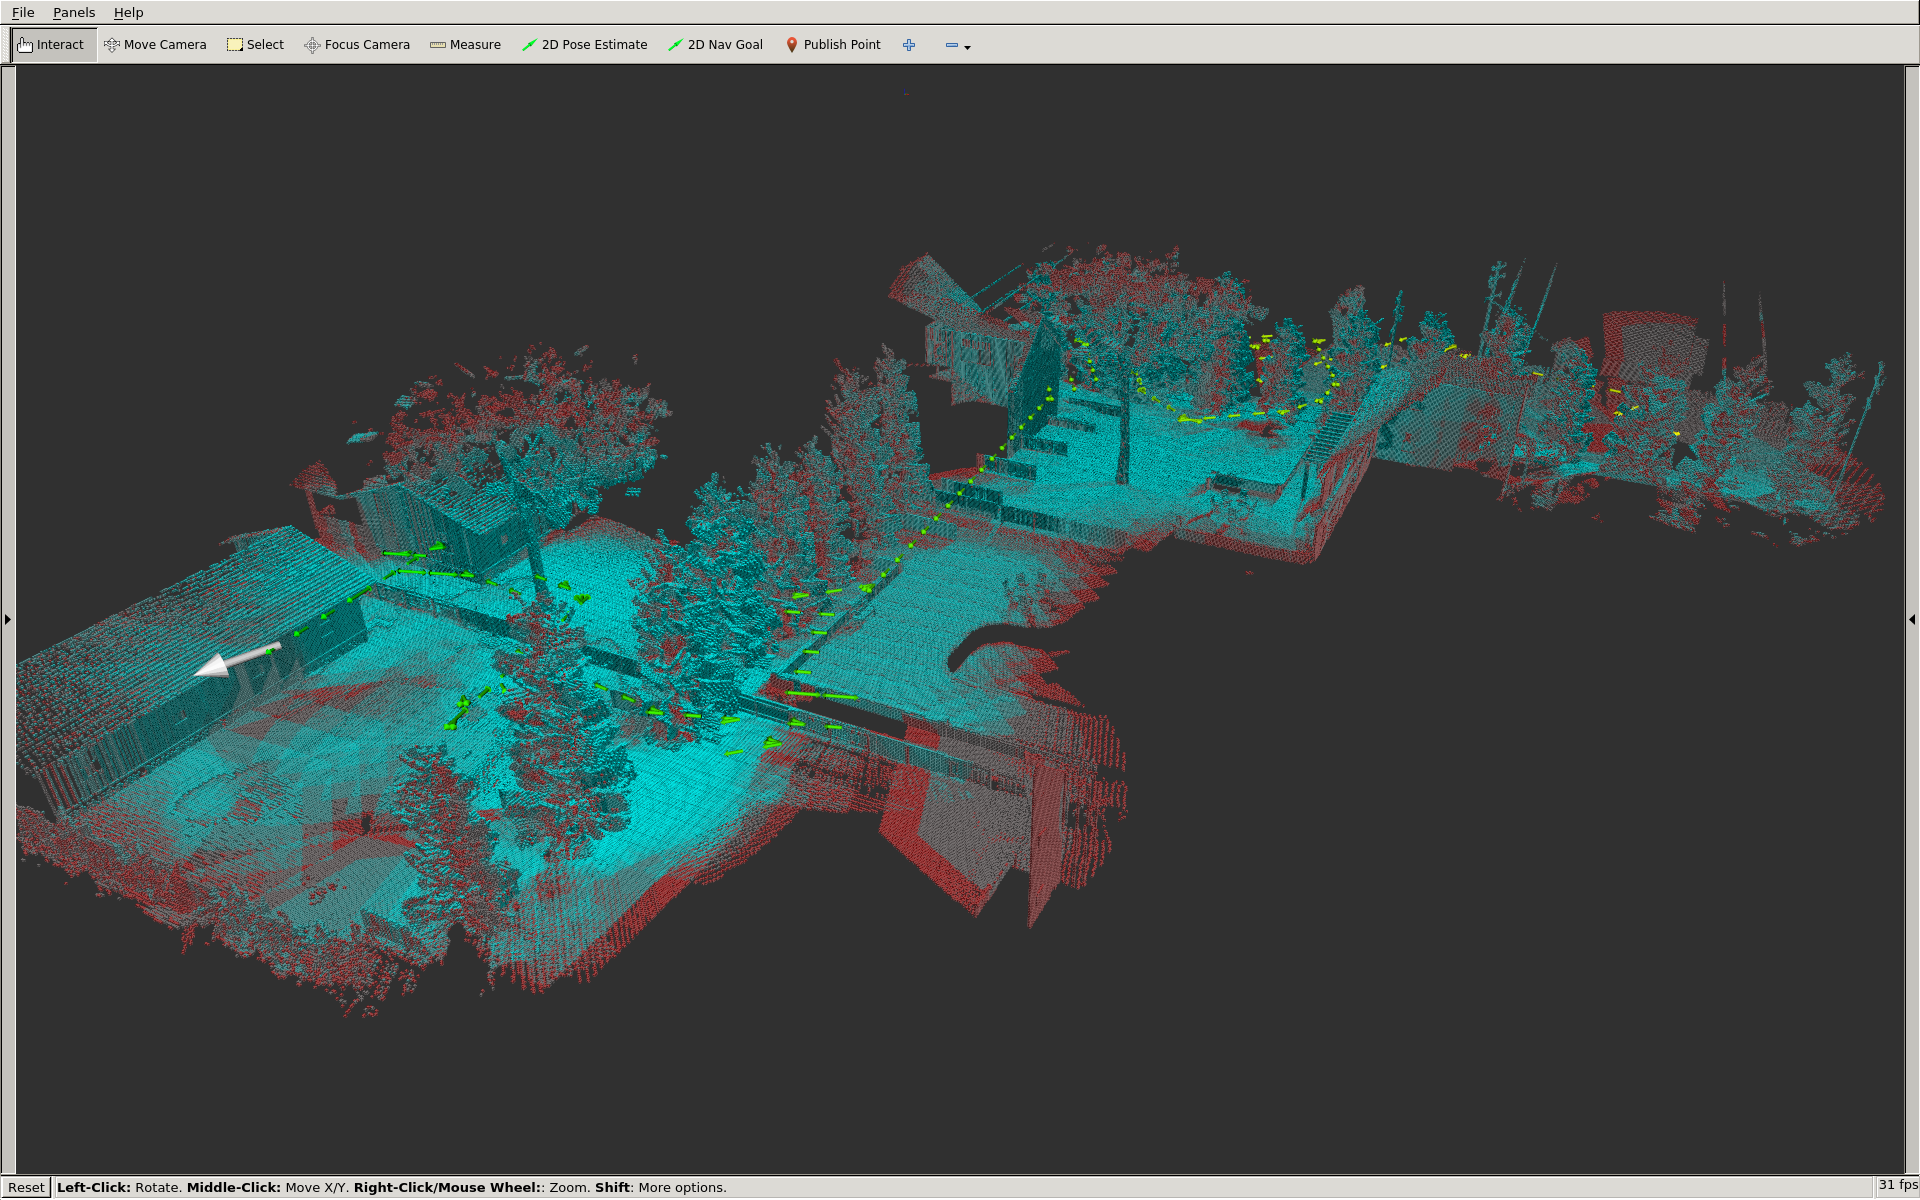 File Panels Help
Interact Move Camera Select Focus Camera Measure 2D Pose Estimate 2D Nav Goal Publish Point
Reset Left-Click: Rotate. Middle-Click: Move X/Y. Right-Click/Mouse Wheel:: Zoom. Shift: More options. 31 fps